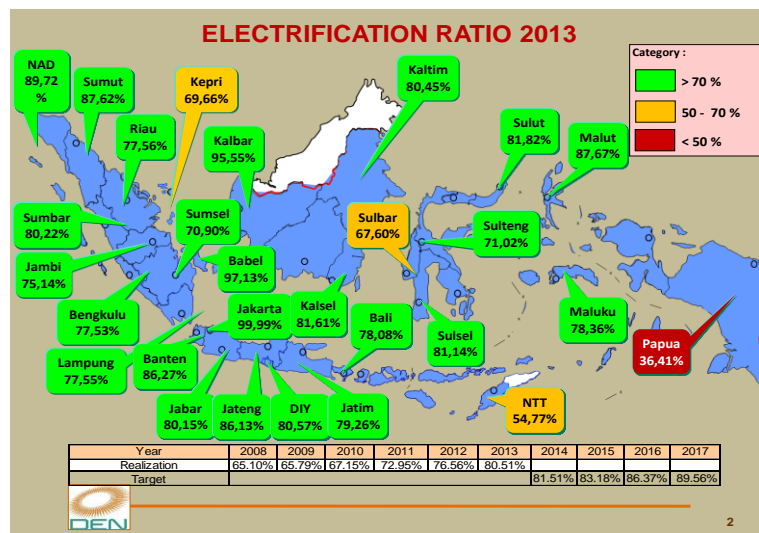 ELECTRIFICATION RATIO 2013
Category :
> 70 %
50 - 70 %
< 50 %
NAD
89,72
%
Sumut
87,62%
Kepri
69,66%
Kaltim
80,45%
Riau
77,56%
Kalbar
95,55%
Sulut
81,82%
Malut
87,67%
Sumbar
80,22%
Sumsel
70,90%
Sulbar
67,60%
Sulteng
71,02%
Jambi
75,14%
Babel
97,13%
Bengkulu
77,53%
Jakarta
99,99%
Kalsel
81,61%
Bali
78,08%
Sulsel
81,14%
Maluku
78,36%
Papua
36,41%
Lampung
77,55%
Banten
86,27%
Jabar
80,15%
Jateng
86,13%
DIY
80,57%
Jatim
79,26%
NTT
54,77%
Year 2008 2009 2010 2011 2012 2013 2014 2015 2016 2017
Realization 65.10% 65.79% 67.15% 72.95% 76.56% 80.51%
Target 81.51% 83.18% 86.37% 89.56%
DEN
2